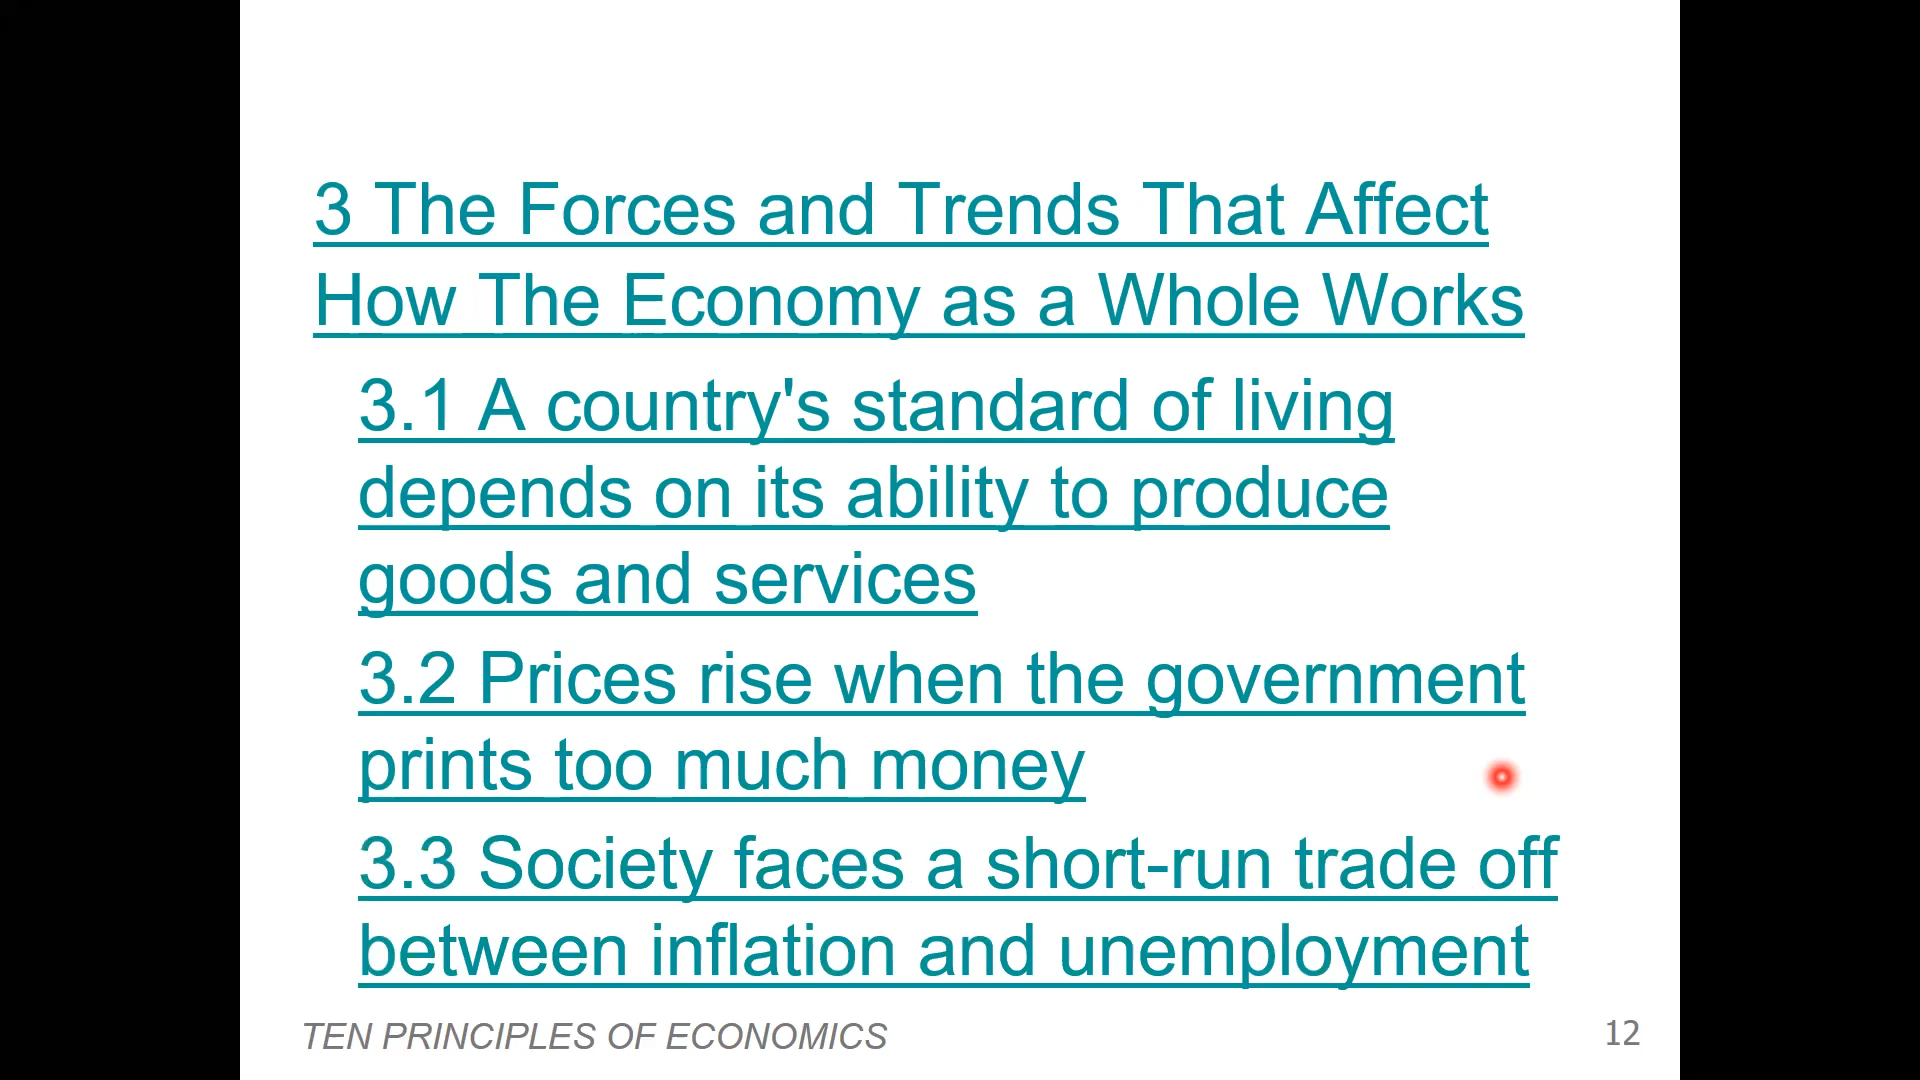 3 The Forces and Trends That Affect
How The Economy as a Whole Works
3.1 A country's standard of living
depends on its ability to produce
goods and services
3.2 Prices rise when the government
prints too much money
3.3 Society faces a short-run trade off
between inflation and unemployment
TEN PRINCIPLES OF ECONOMICS
12